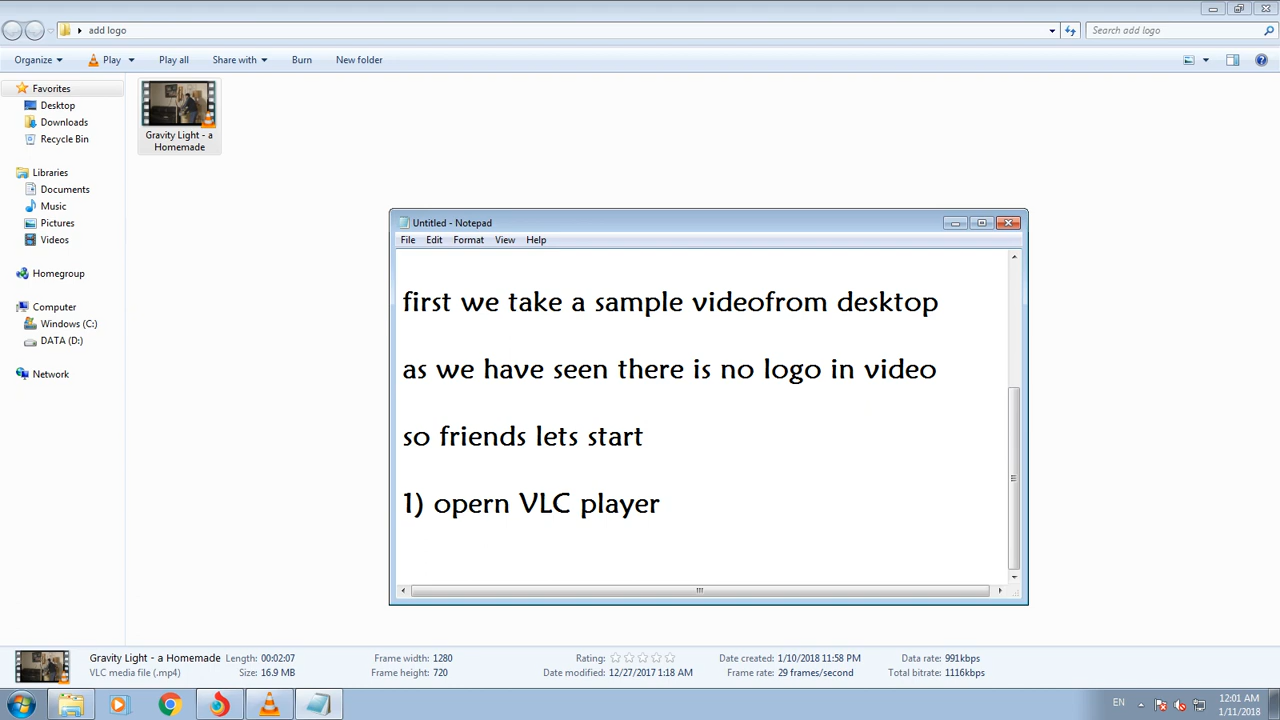 add logo
Search add logo
Organize
Play
Play all
Share with
Burn
New folder
Favorites
Desktop
Downloads
Recycle Bin
Libraries
Documents
Music
Pictures
Videos
Homegroup
Computer
Windows (C:)
DATA (D:)
Network
Gravity Light - a
Homemade
Untitled - Notepad
File Edit Format View Help
first we take a sample videofrom desktop
as we have seen there is no logo in video
so friends lets start
1) opern VLC player
Gravity Light - a Homemade Length: 00:02:07 Frame width: 1280 Rating: Date created: 1/10/2018 11:58 PM Data rate: 991kbps
VLC media file (.mp4) Size: 16.9 MB Frame height: 720 Date modified: 12/27/2017 1:18 AM Frame rate: 29 frames/second Total bitrate: 1116kbps
EN
12:01 AM
1/11/2018